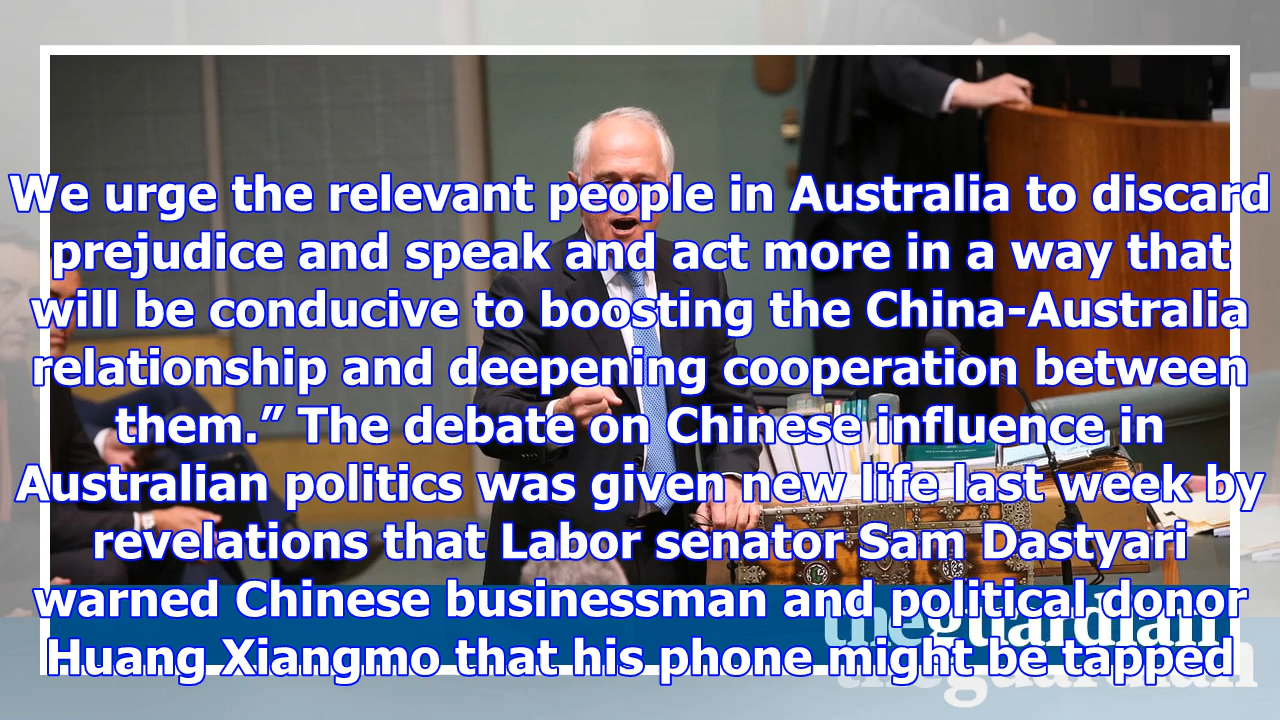 We urge the relevant people in Australia to discard
prejudice and speak and act more in a way that
will be conducive to boosting the China-Australia
relationship and deepening cooperation between
them.” The debate on Chinese influence in
Australian politics was given new life last week by
revelations that Labor senator Sam Dastyari
warned Chinese businessman and political donor
theguardian
Huang Xiangmo that his phone might be tapped
theguardian